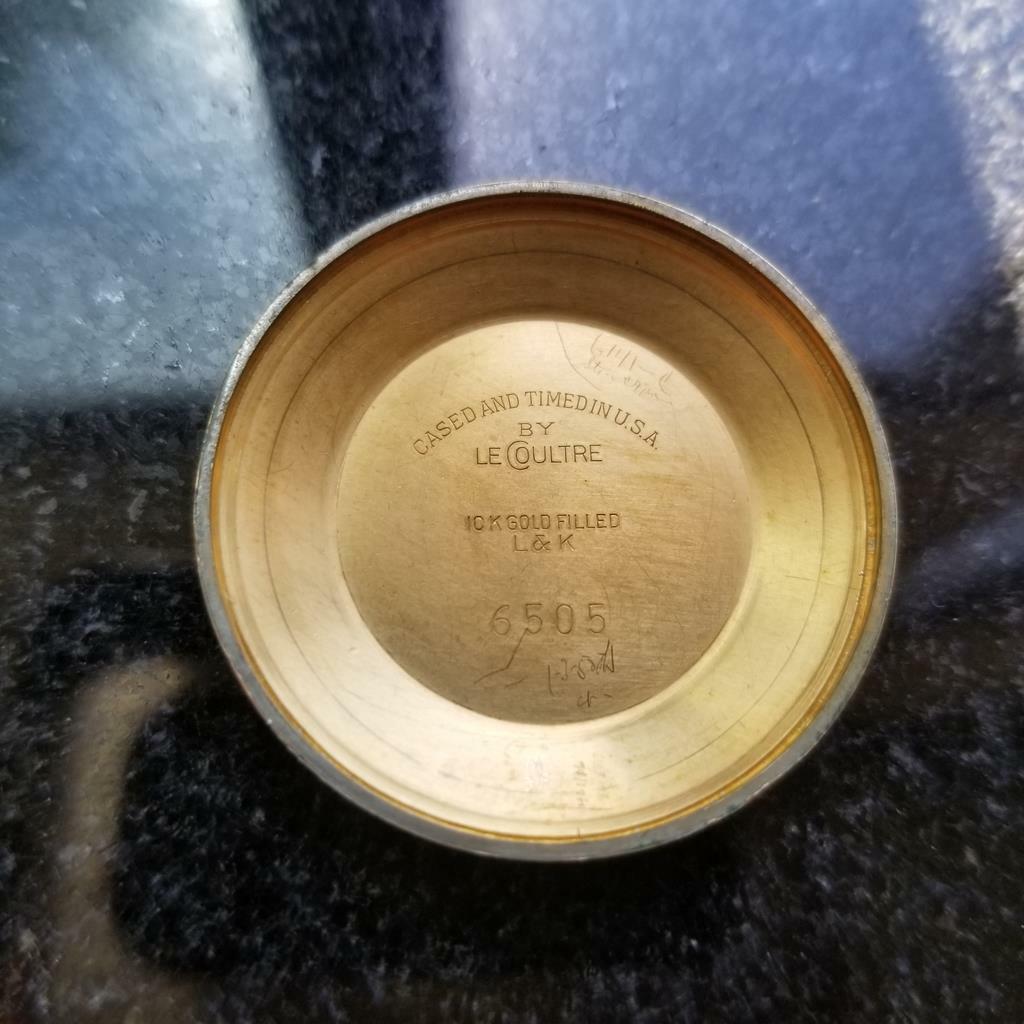 CASED AND TIMED IN U.S.A.
BY
LECOULTRE
10K GOLD FILLED
L & K
6505